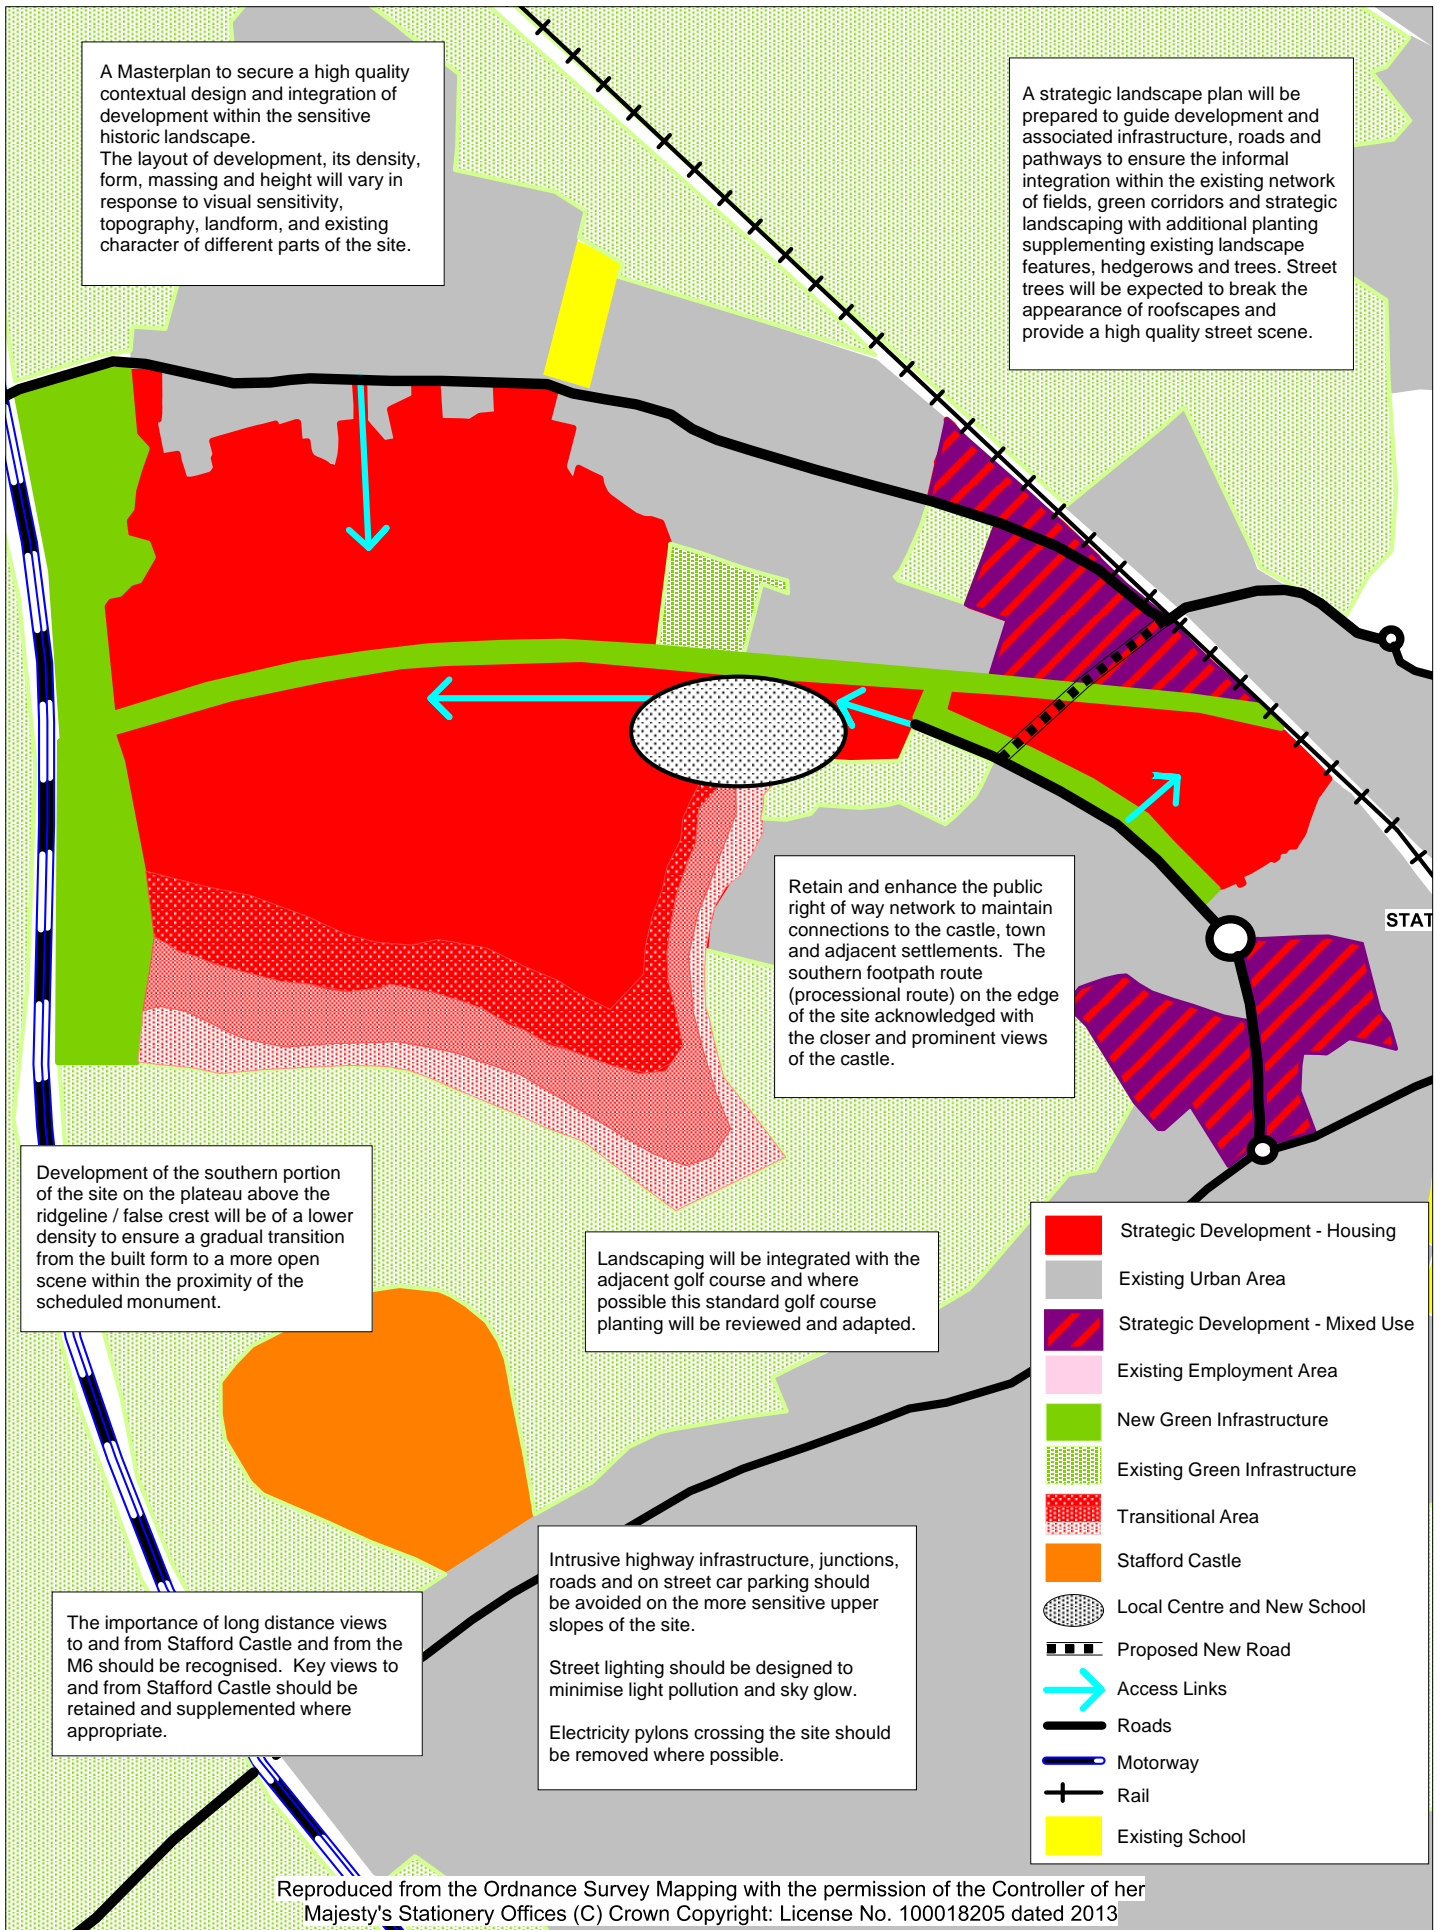 A Masterplan to secure a high quality
contextual design and integration of
development within the sensitive
historic landscape.
The layout of development, its density,
form, massing and height will vary in
response to visual sensitivity,
topography, landform, and existing
character of different parts of the site.
A strategic landscape plan will be
prepared to guide development and
associated infrastructure, roads and
pathways to ensure the informal
integration within the existing network
of fields, green corridors and strategic
landscaping with additional planting
supplementing existing landscape
features, hedgerows and trees. Street
trees will be expected to break the
appearance of roofscapes and
provide a high quality street scene.
Retain and enhance the public
right of way network to maintain
connections to the castle, town
and adjacent settlements. The
southern footpath route
(processional route) on the edge
of the site acknowledged with
the closer and prominent views
of the castle.
STAT
Development of the southern portion
of the site on the plateau above the
ridgeline / false crest will be of a lower
density to ensure a gradual transition
from the built form to a more open
scene within the proximity of the
scheduled monument.
Landscaping will be integrated with the
adjacent golf course and where
possible this standard golf course
planting will be reviewed and adapted.
Intrusive highway infrastructure, junctions,
roads and on street car parking should
be avoided on the more sensitive upper
slopes of the site.
Street lighting should be designed to
minimise light pollution and sky glow.
Electricity pylons crossing the site should
be removed where possible.
The importance of long distance views
to and from Stafford Castle and from the
M6 should be recognised. Key views to
and from Stafford Castle should be
retained and supplemented where
appropriate.
Strategic Development - Housing
Existing Urban Area
Strategic Development - Mixed Use
Existing Employment Area
New Green Infrastructure
Existing Green Infrastructure
Transitional Area
Stafford Castle
Local Centre and New School
Proposed New Road
Access Links
Roads
Motorway
Rail
Existing School
Reproduced from the Ordnance Survey Mapping with the permission of the Controller of her
Majesty's Stationery Offices (C) Crown Copyright: License No. 100018205 dated 2013